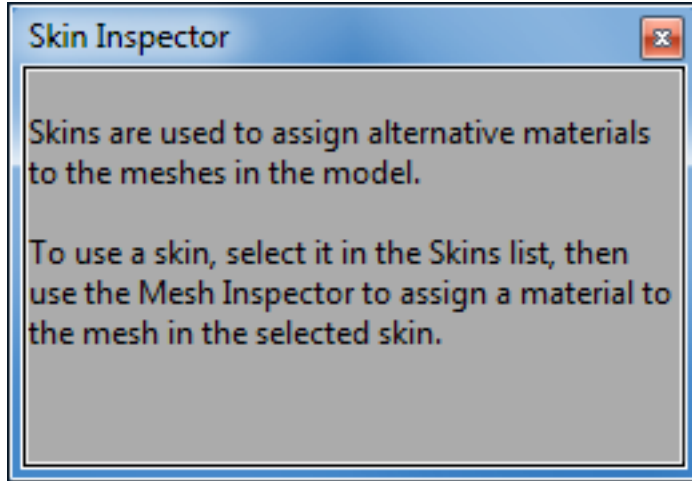 Skin Inspector
Skins are used to assign alternative materials
to the meshes in the model.
To use a skin, select it in the Skins list, then
use the Mesh Inspector to assign a material to
the mesh in the selected skin.